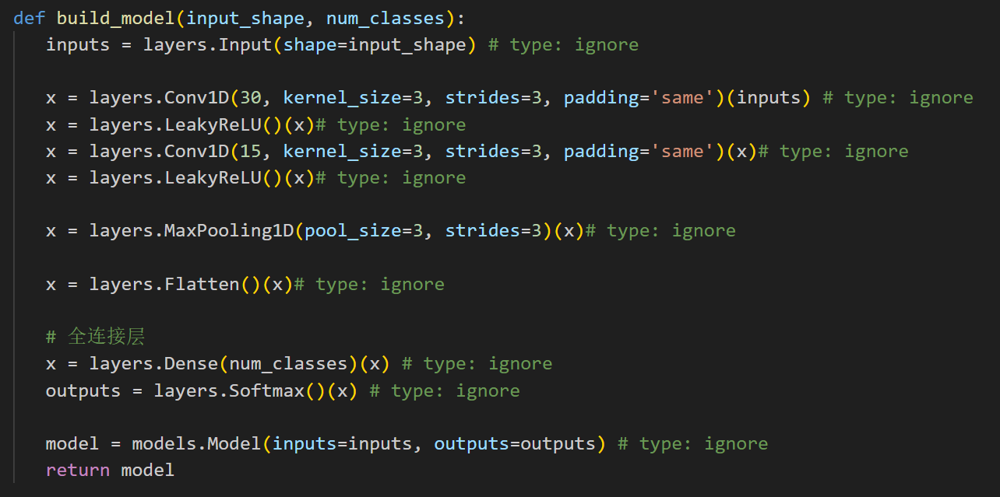 def build_model(input_shape, num_classes):
inputs = layers.Input(shape=input_shape) # type: ignore
x = layers.Conv1D(30, kernel_size=3, strides=3, padding='same')(inputs) # type: ignore
x = layers.LeakyReLU()(x)# type: ignore
x = layers.Conv1D(15, kernel_size=3, strides=3, padding='same')(x)# type: ignore
x = layers.LeakyReLU()(x)# type: ignore
x = layers.MaxPooling1D(pool_size=3, strides=3)(x)# type: ignore
x = layers.Flatten()(x)# type: ignore
# 全连接层
x = layers.Dense(num_classes)(x) # type: ignore
outputs = layers.Softmax()(x) # type: ignore
model = models.Model(inputs=inputs, outputs=outputs) # type: ignore
return model